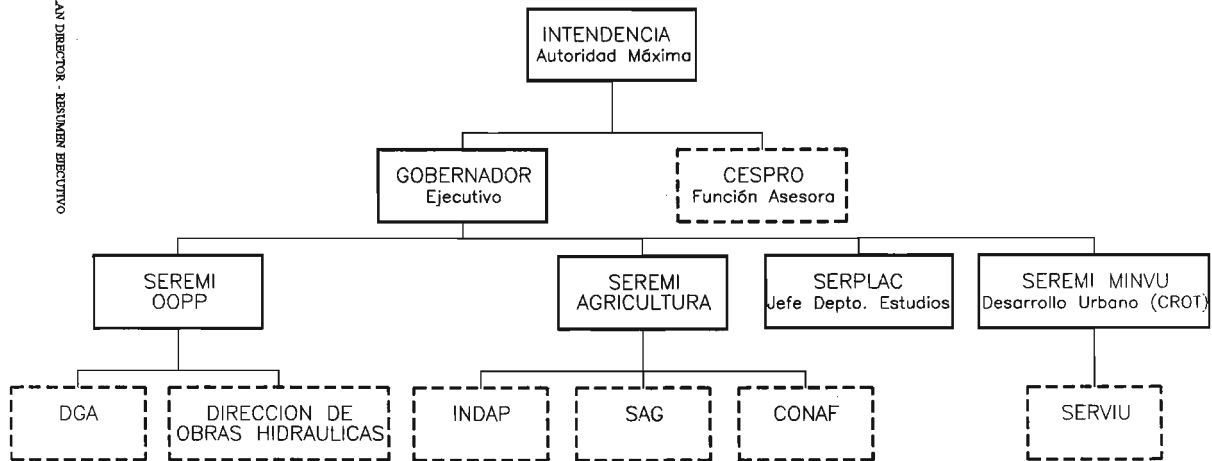 AN DIRECTOR - RESUMEN EJECUTIVO
INTENDENCIA
Autoridad Máxima
GOBERNADOR
Ejecutivo
CESPRO
Función Asesora
SEREMI
OOPP
SEREMI
AGRICULTURA
SERPLAC
Jefe Depto. Estudios
SEREMI MINVU
Desarrollo Urbano (CROT)
DGA
DIRECCION DE
OBRAS HIDRAULICAS
INDAP
SAG
CONAF
SERVIU